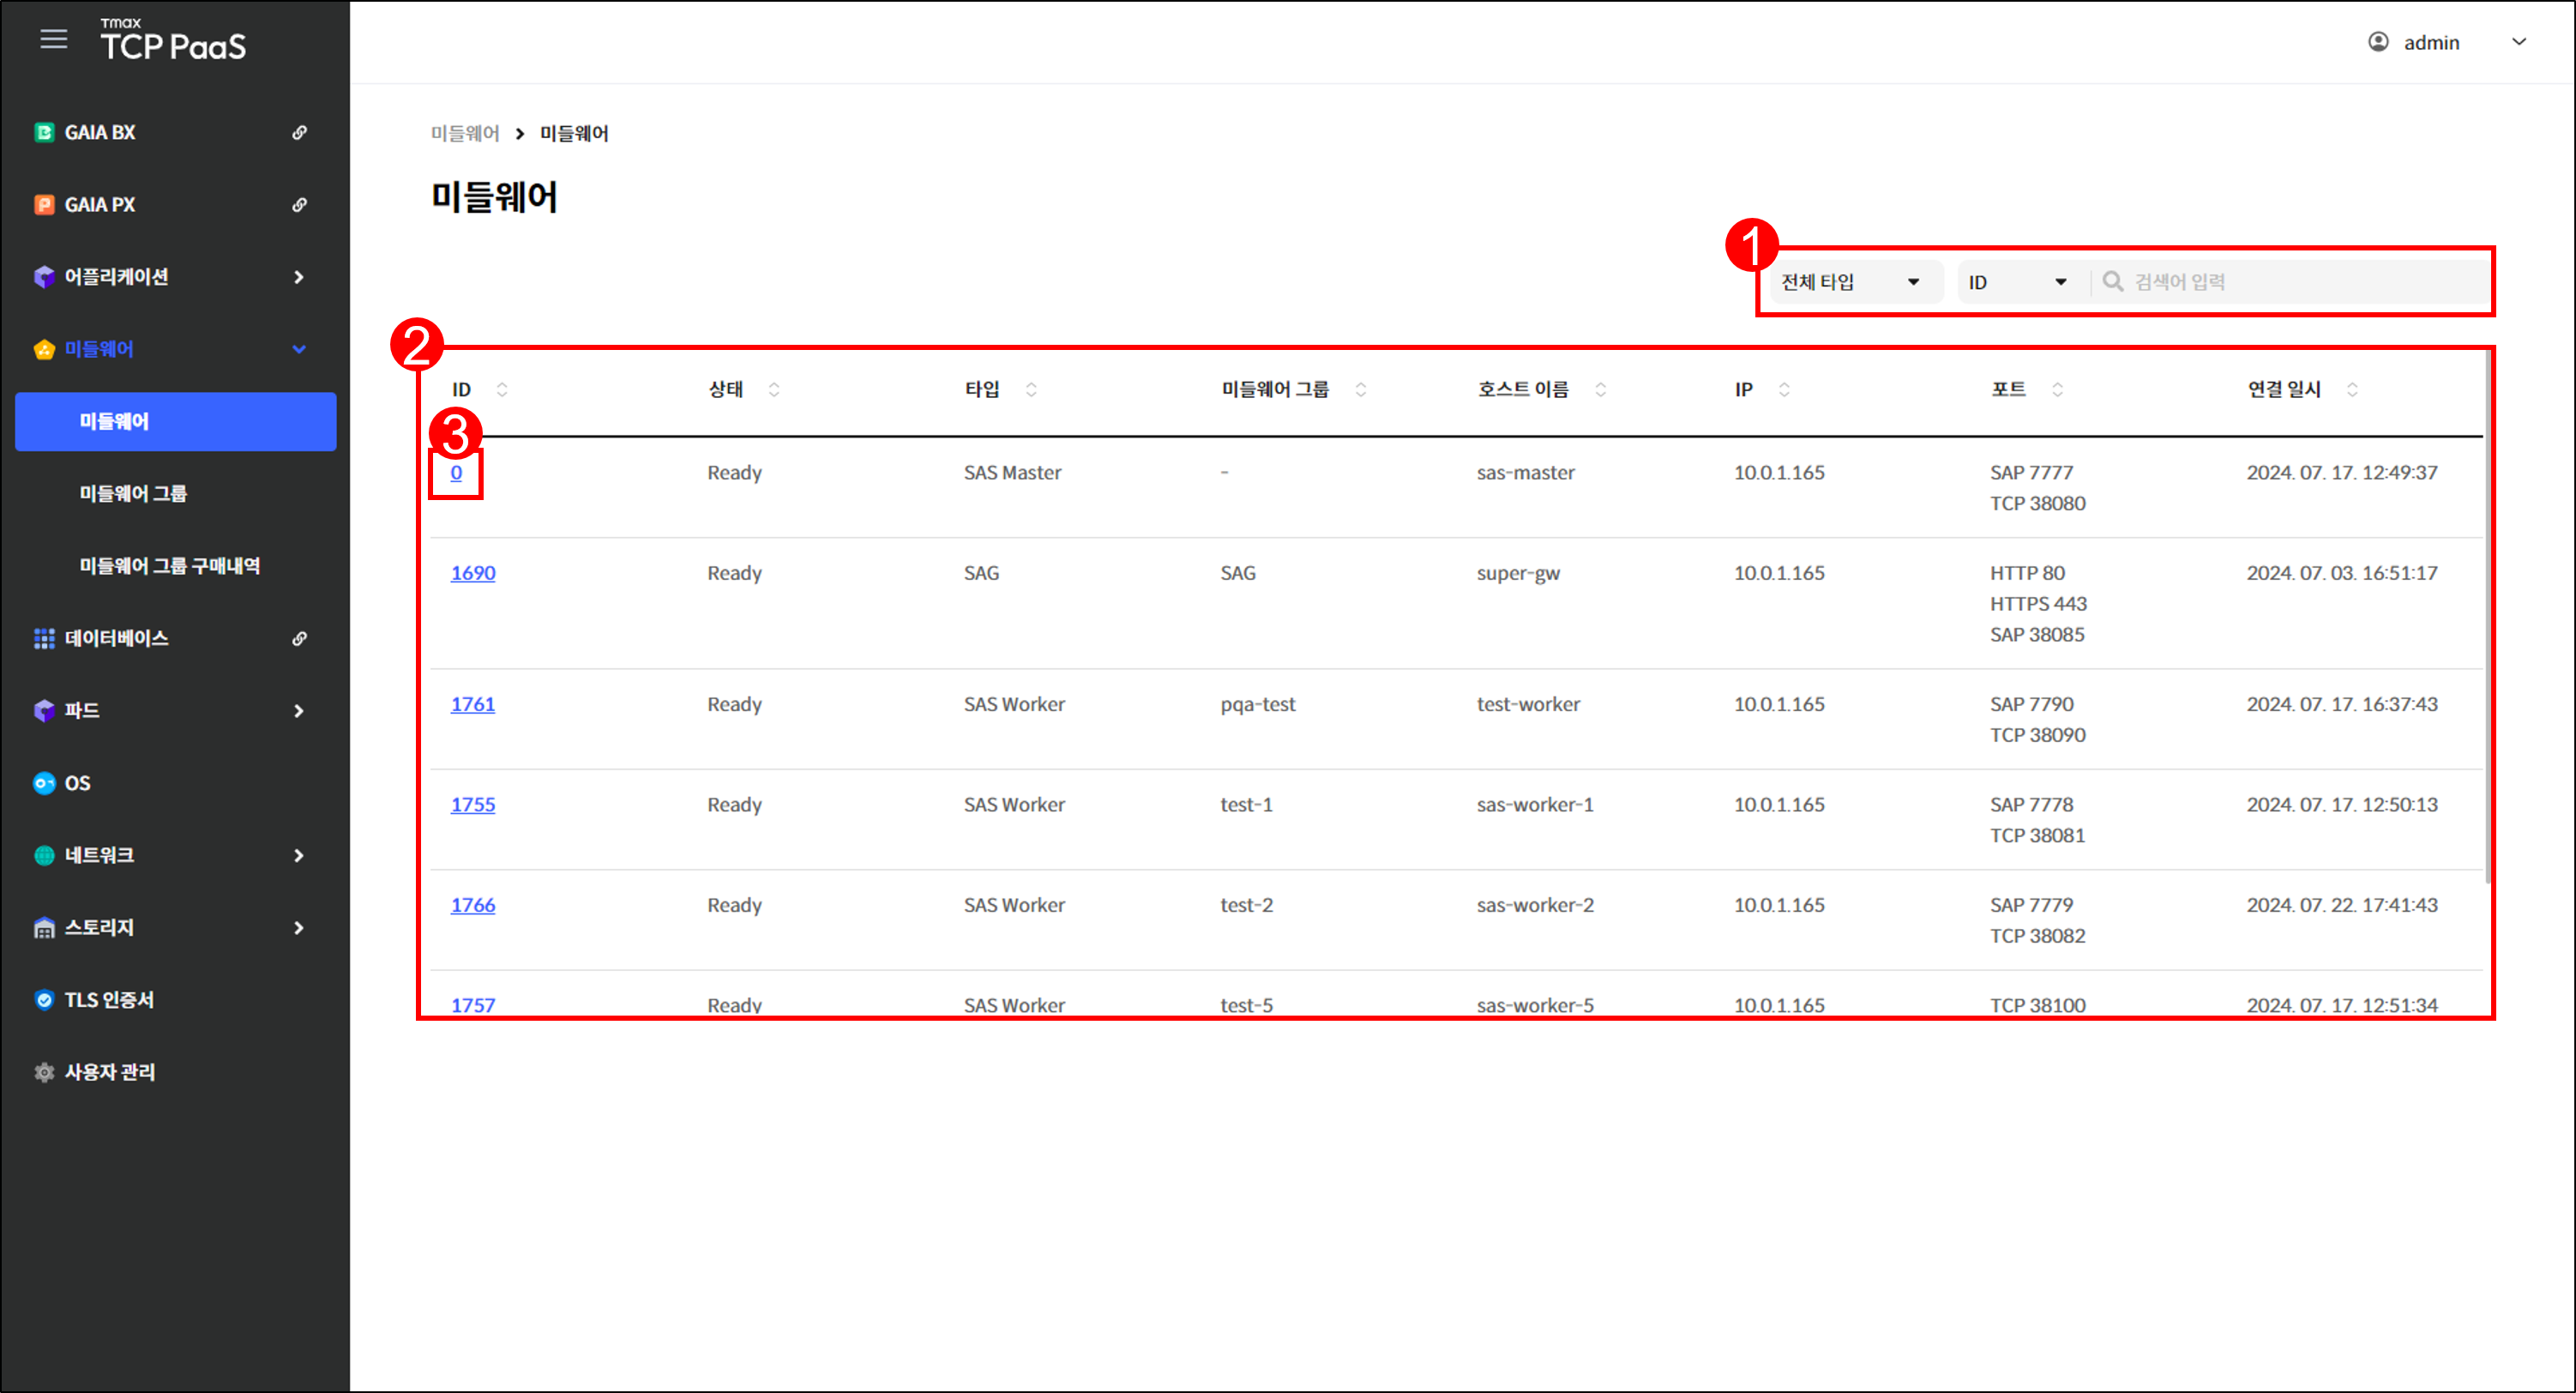 Tmax
TCP PaaS
admin
GAIA BX
GAIA PX
어플리케이션
미들웨어
미들웨어
미들웨어 그룹
미들웨어 그룹 구매내역
데이터베이스
파드
OS
네트워크
스토리지
TLS 인증서
사용자 관리
미들웨어 > 미들웨어
미들웨어
1
전체 타입 ID 검색어 입력
2
ID 상태 타입 미들웨어 그룹 호스트 이름 IP 포트 연결 일시
3
0 Ready SAS Master - sas-master 10.0.1.165 SAP 7777 2024. 07. 17. 12:49:37
TCP 38080
1690 Ready SAG SAG super-gw 10.0.1.165 HTTP 80 2024. 07. 03. 16:51:17
HTTPS 443
SAP 38085
1761 Ready SAS Worker pqa-test test-worker 10.0.1.165 SAP 7790 2024. 07. 17. 16:37:43
TCP 38090
1755 Ready SAS Worker test-1 sas-worker-1 10.0.1.165 SAP 7778 2024. 07. 17. 12:50:13
TCP 38081
1766 Ready SAS Worker test-2 sas-worker-2 10.0.1.165 SAP 7779 2024. 07. 22. 17:41:43
TCP 38082
1757 Ready SAS Worker test-5 sas-worker-5 10.0.1.165 TCP 38100 2024. 07. 17. 12:51:34